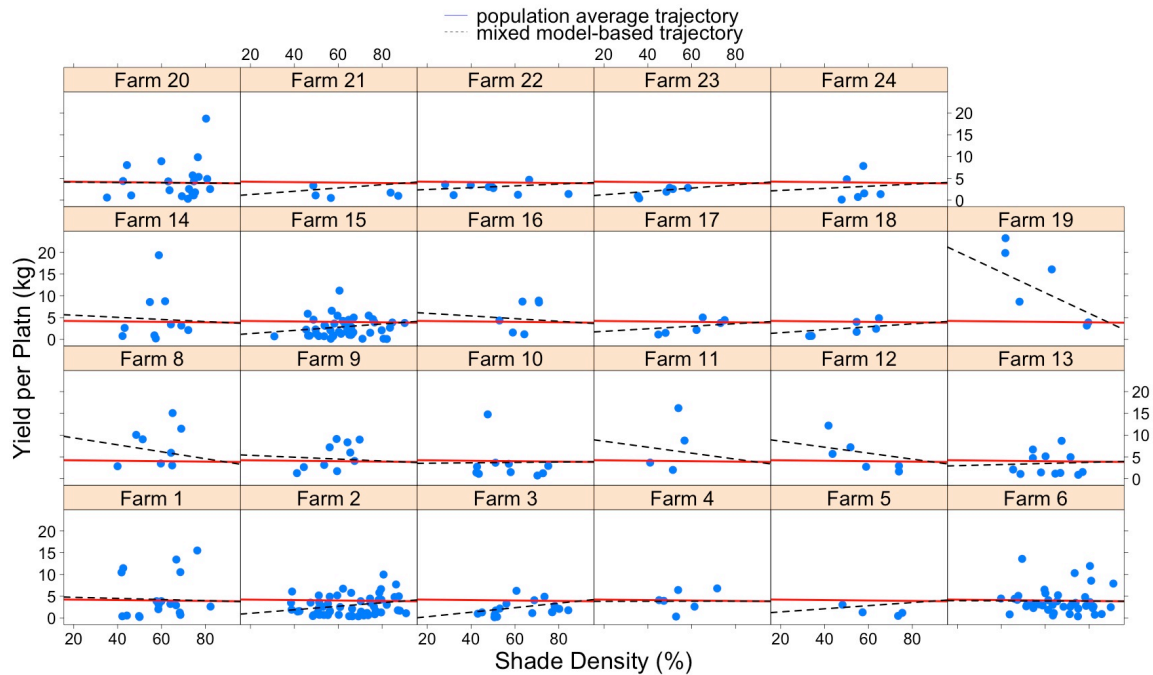 population average trajectory
mixed model-based trajectory
20 40 60 80 20 40 60 80
Farm 20 Farm 21 Farm 22 Farm 23 Farm 24
20
15
10
5
0
Farm 14 Farm 15 Farm 16 Farm 17 Farm 18 Farm 19
20
15
10
5
0
Farm 8 Farm 9 Farm 10 Farm 11 Farm 12 Farm 13
20
15
10
5
0
Farm 1 Farm 2 Farm 3 Farm 4 Farm 5 Farm 6
20
15
10
5
0
20 40 60 80 20 40 60 80 20 40 60 80
Yield per Platn (kg)
Shade Density (%)